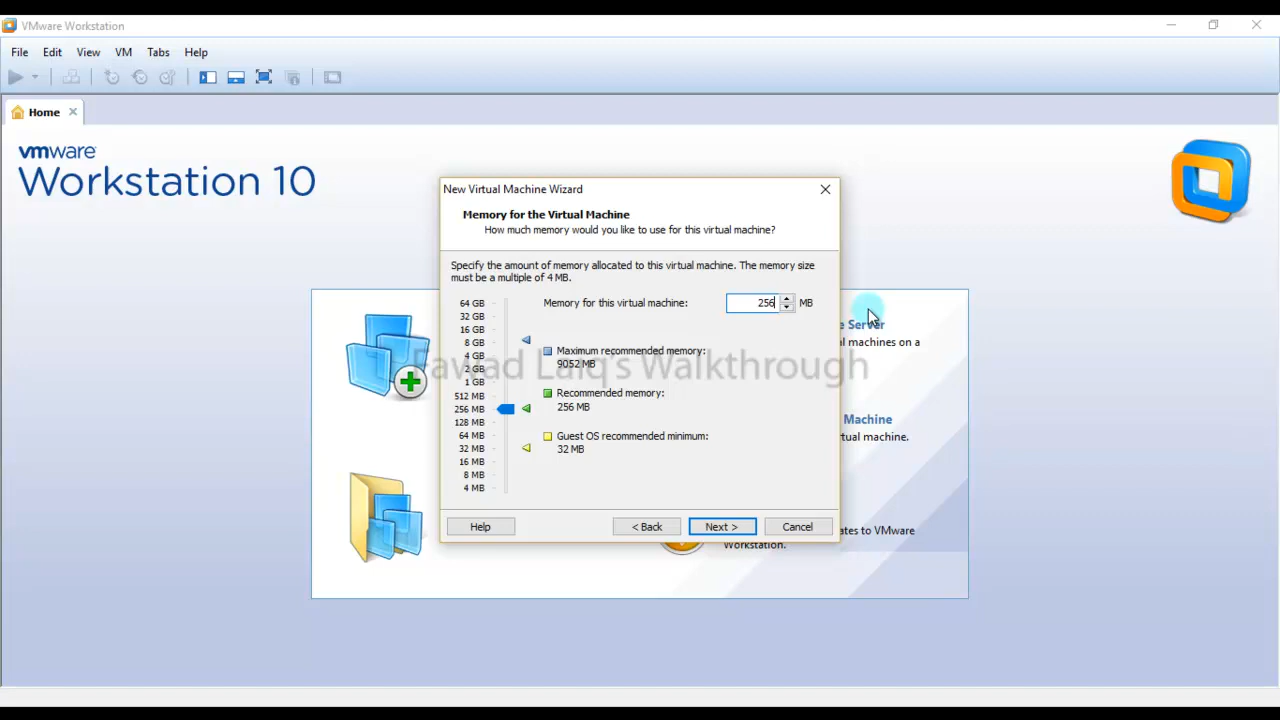 VMware Workstation
File Edit View VM Tabs Help
Home
vmware
Workstation 10
New Virtual Machine Wizard
Memory for the Virtual Machine
How much memory would you like to use for this virtual machine?
Specify the amount of memory allocated to this virtual machine. The memory size
must be a multiple of 4 MB.
Memory for this virtual machine: 256 MB
64 GB
32 GB
16 GB
8 GB
4 GB
2 GB
1 GB
512 MB
256 MB
128 MB
64 MB
32 MB
16 MB
8 MB
4 MB
Maximum recommended memory:
9052 MB
Recommended memory:
256 MB
Guest OS recommended minimum:
32 MB
Help < Back Next > Cancel
e Server
al machines on a
Machine
rtual machine.
ates to VMware
Workstation.
Fawad Laiq's Walkthrough